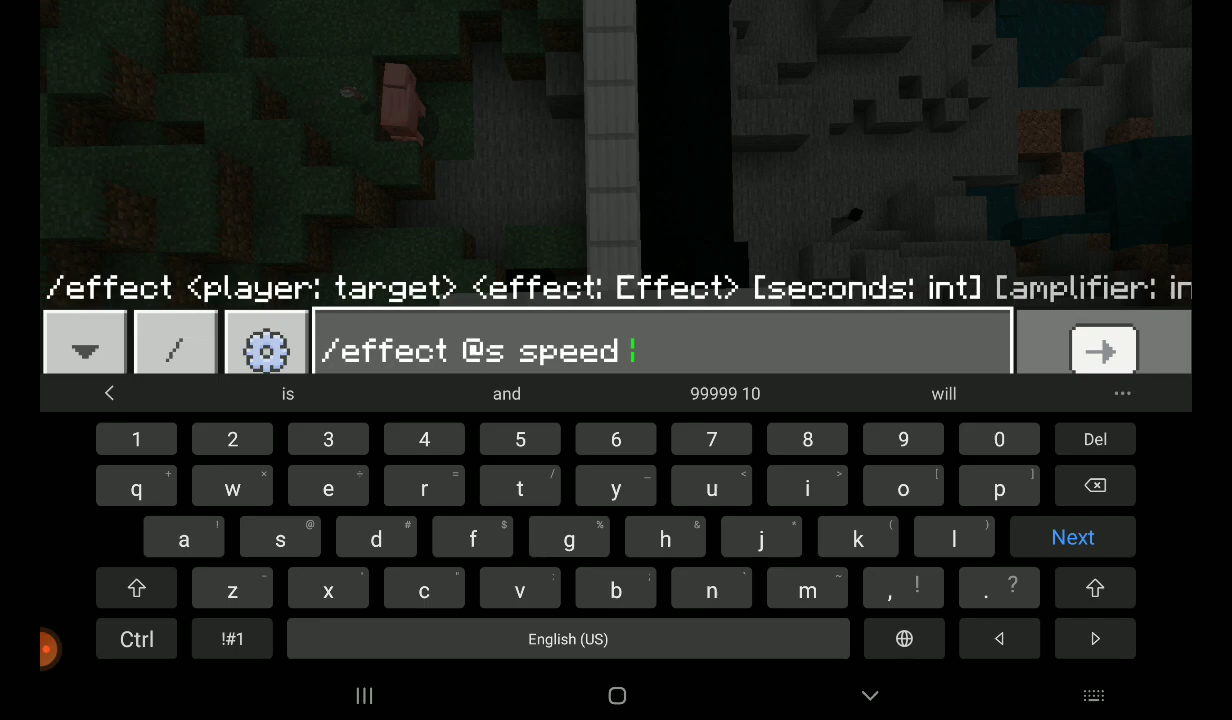 /effect <player: target> <effect: Effect> [seconds: int] [amplifier: in
/ /effect @s speed
is and 99999 10 will ...
1 2 3 4 5 6 7 8 9 0 Del
+ × ÷ = / _ < > [ ]
q w e r t y u i o p
! @ # $ % & * ( )
a s d f g h j k l Next
- ' " : ; ` ~ ! ?
z x c v b n m , .
Ctrl !#1 English (US)